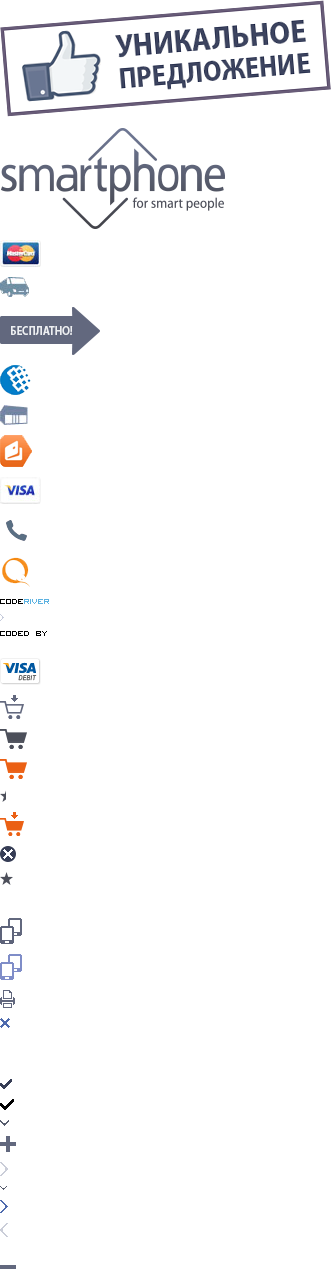 УНИКАЛЬНОЕ
ПРЕДЛОЖЕНИЕ
smartphone
for smart people
MasterCard
БЕСПЛАТНО!
VISA
CODERIVER
CODED BY
VISA
DEBIT